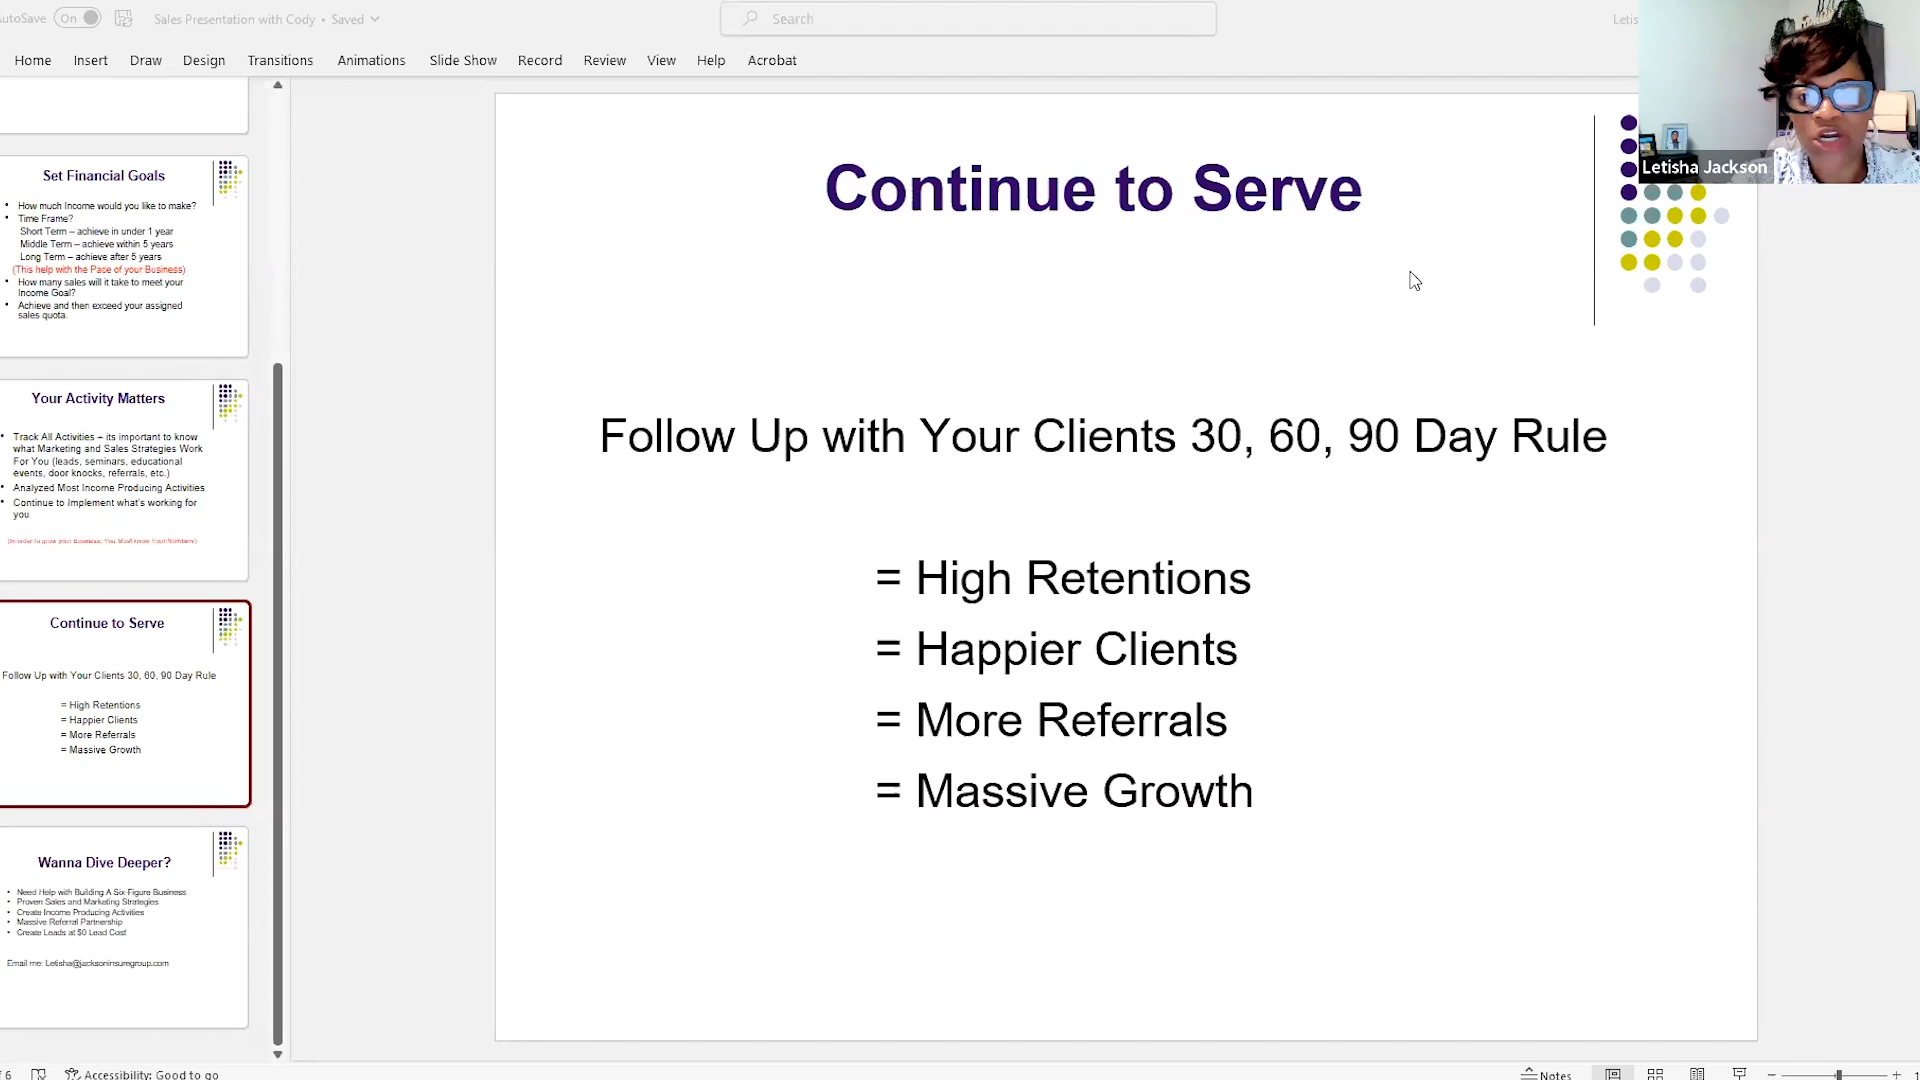 AutoSave On Sales Presentation with Cody • Saved Search
Home Insert Draw Design Transitions Animations Slide Show Record Review View Help Acrobat
Letisha Jackson
Set Financial Goals
• How much Income would you like to make?
• Time Frame?
Short Term – achieve in under 1 year
Middle Term – achieve within 5 years
Long Term – achieve after 5 years
(This help with the Pace of your Business)
• How many sales will it take to meet your
Income Goal?
• Achieve and then exceed your assigned
sales quota.
Your Activity Matters
• Track All Activities – its important to know
what Marketing and Sales Strategies Work
For You (leads, seminars, educational
events, door knocks, referrals, etc.)
• Analyzed Most Income Producing Activities
• Continue to Implement what's working for
you
(In order to grow your Business, You Must know Your Numbers)
Continue to Serve
Follow Up with Your Clients 30, 60, 90 Day Rule
= High Retentions
= Happier Clients
= More Referrals
= Massive Growth
Wanna Dive Deeper?
• Need Help with Building A Six-Figure Business
• Proven Sales and Marketing Strategies
• Create Income Producing Activities
• Massive Referral Partnership
• Create Leads at $0 Lead Cost
Email me: Letisha@jacksoninsuregroup.com
Continue to Serve
Follow Up with Your Clients 30, 60, 90 Day Rule
= High Retentions
= Happier Clients
= More Referrals
= Massive Growth
6 Accessibility: Good to go Notes